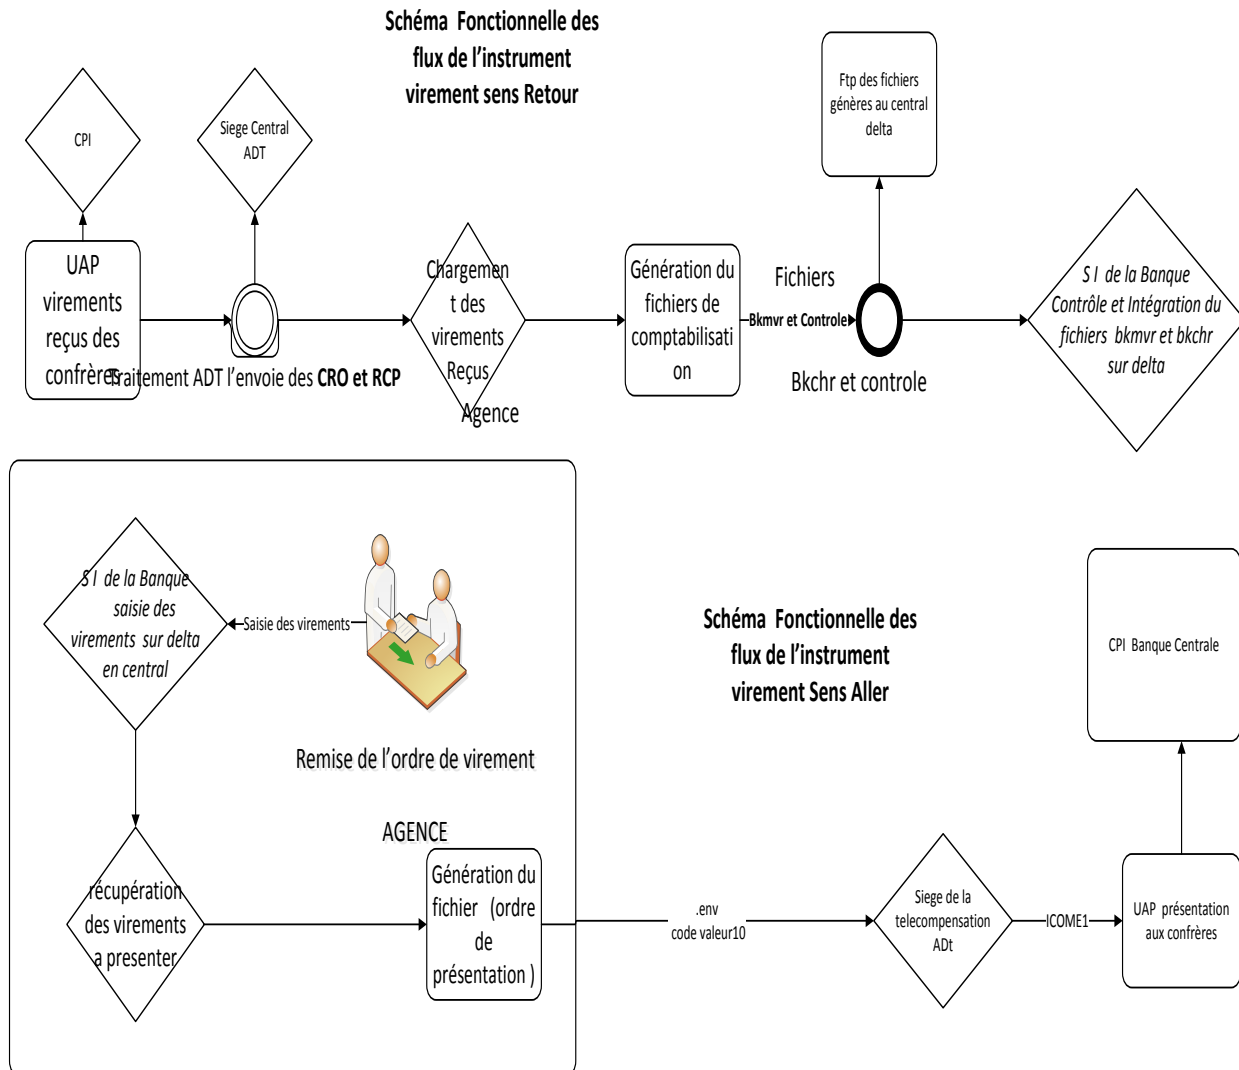 Schéma  Fonctionnelle des
flux de l’instrument
virement sens Retour
CPI
Siege Central
ADT
Ftp des fichiers
génères au central
delta
UAP
virements
reçus des
confrères
Traitement ADT l’envoie des CRO et RCP
Chargemen
t des
virements
Reçus
Agence
Génération du
fichiers de
comptabilisati
on
Fichiers
Bkmvr et Controle
Bkchr et controle
S I  de la Banque
Contrôle et Intégration du
fichiers  bkmvr et bkchr
sur delta
S I  de la Banque
saisie des
virements  sur delta
en central
Saisie des virements
Remise de l’ordre de virement
AGENCE
récupération
des virements
a presenter
Génération du
fichier  (ordre
de
présentation )
.env
code valeur10
Schéma  Fonctionnelle des
flux de l’instrument
virement Sens Aller
Siege de la
telecompensation
ADt
ICOME1
UAP  présentation
aux confrères
CPI  Banque Centrale